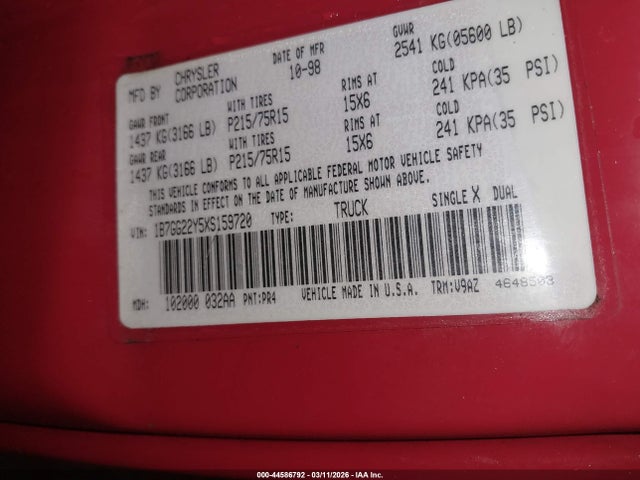 MFD BY CHRYSLER CORPORATION DATE OF MFR 10-98 GVWR 2541 KG(05600 LB)
GAWR FRONT WITH TIRES RIMS AT COLD
1437 KG(3166 LB) P215/75R15 15X6 241 KPA(35 PSI)
GAWR REAR WITH TIRES RIMS AT COLD
1437 KG(3166 LB) P215/75R15 15X6 241 KPA(35 PSI)
THIS VEHICLE CONFORMS TO ALL APPLICABLE FEDERAL MOTOR VEHICLE SAFETY
STANDARDS IN EFFECT ON THE DATE OF MANUFACTURE SHOWN ABOVE.
VIN: 1B7GG22Y5XS159720 TYPE: TRUCK SINGLE X DUAL
MDH: 102000 032AA PNT:PR4 VEHICLE MADE IN U.S.A. TRM:V9AZ 4648503
000-44586792 - 03/11/2026 - IAA Inc.